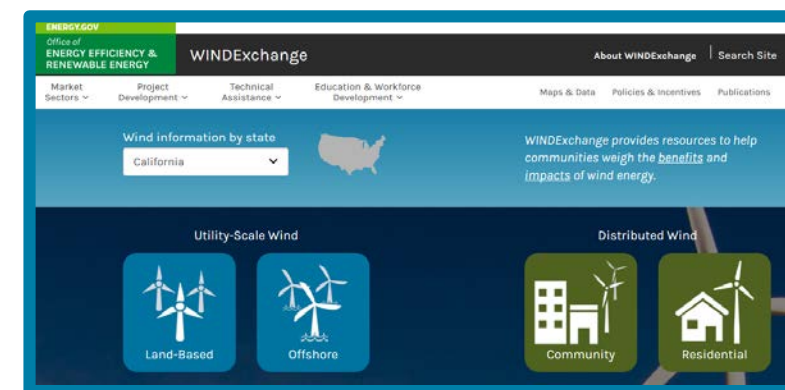 ENERGY.GOV
Office of
ENERGY EFFICIENCY &
RENEWABLE ENERGY
WINDExchange
About WINDExchange
Search Site
Market
Sectors
Project
Development
Technical
Assistance
Education & Workforce
Development
Maps & Data
Policies & Incentives
Publications
Wind information by state
California
WINDExchange provides resources to help
communities weigh the benefits and
impacts of wind energy.
Utility-Scale Wind
Distributed Wind
Land-Based
Offshore
Community
Residential